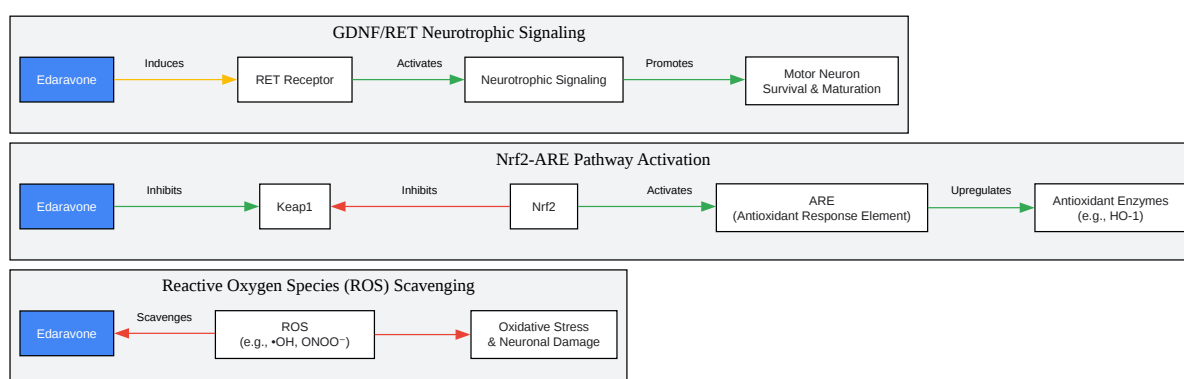 GDNF/RET Neurotrophic Signaling
Edaravone
Induces
RET Receptor
Activates
Neurotrophic Signaling
Promotes
Motor Neuron
Survival & Maturation
Nrf2-ARE Pathway Activation
Edaravone
Inhibits
Keap1
Inhibits
Nrf2
Activates
ARE
(Antioxidant Response Element)
Upregulates
Antioxidant Enzymes
(e.g., HO-1)
Reactive Oxygen Species (ROS) Scavenging
Edaravone
Scavenges
ROS
(e.g., •OH, ONOO⁻)
Oxidative Stress
& Neuronal Damage